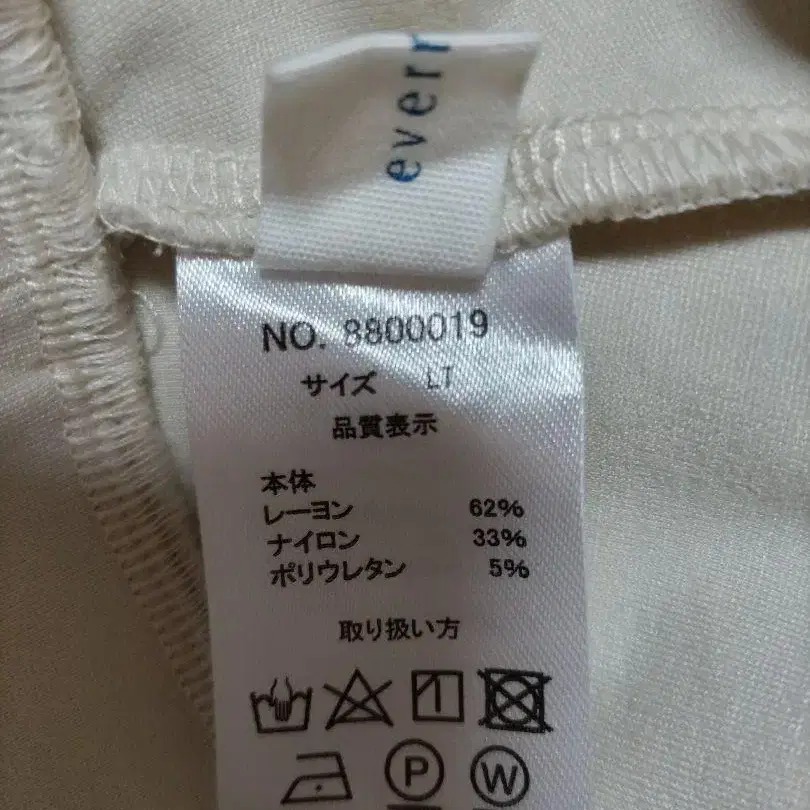 everr
NO. 8800019
サイズ LT
品質表示
本体
レーヨン 62%
ナイロン 33%
ポリウレタン 5%
取り扱い方
P W